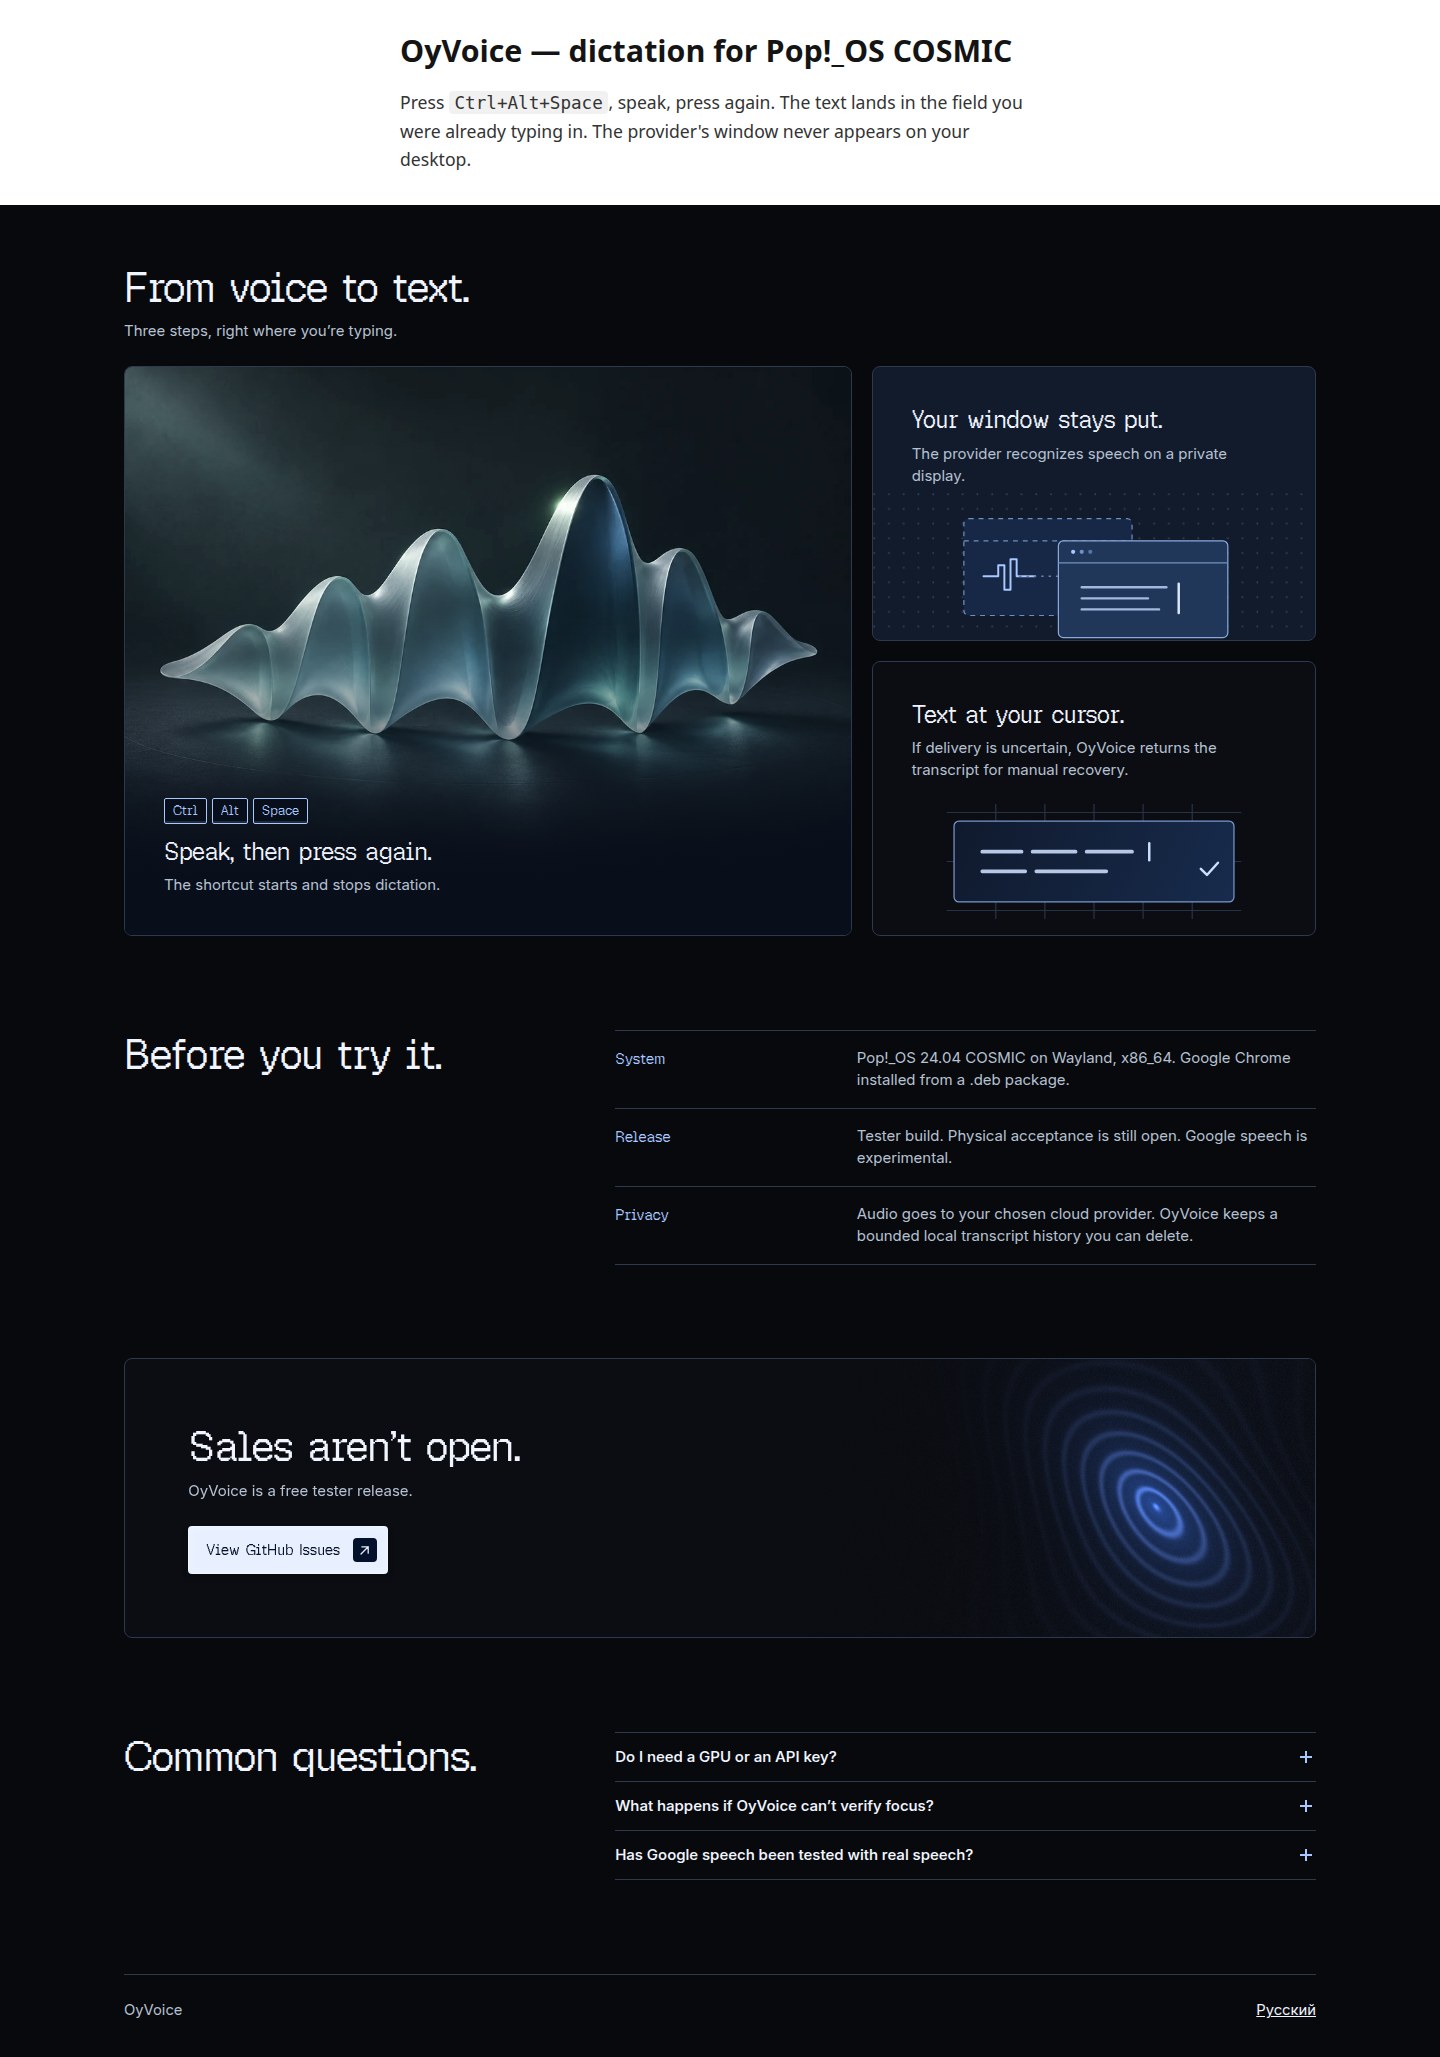 OyVoice — dictation for Pop!_OS COSMIC
Press Ctrl+Alt+Space, speak, press again. The text lands in the field you
were already typing in. The provider's window never appears on your
desktop.
From voice to text.
Three steps, right where you’re typing.
Ctrl Alt Space
Speak, then press again.
The shortcut starts and stops dictation.
Your window stays put.
The provider recognizes speech on a private
display.
Text at your cursor.
If delivery is uncertain, OyVoice returns the
transcript for manual recovery.
Before you try it.
System
Pop!_OS 24.04 COSMIC on Wayland, x86_64. Google Chrome
installed from a .deb package.
Release
Tester build. Physical acceptance is still open. Google speech is
experimental.
Privacy
Audio goes to your chosen cloud provider. OyVoice keeps a
bounded local transcript history you can delete.
Sales aren’t open.
OyVoice is a free tester release.
View GitHub Issues
Common questions.
Do I need a GPU or an API key?
What happens if OyVoice can’t verify focus?
Has Google speech been tested with real speech?
OyVoice
Русский